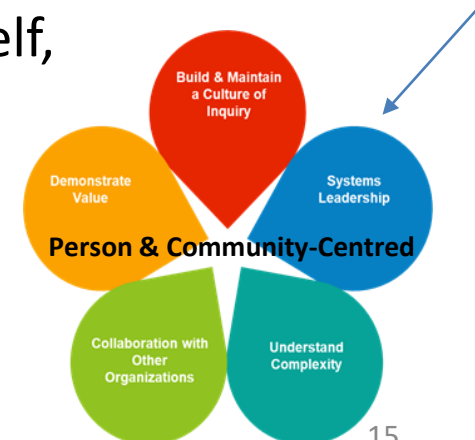 elf,
Build & Maintain
a Culture of
Inquiry
Demonstrate
Value
Systems
Leadership
Person & Community-Centred
Collaboration with
Other
Organizations
Understand
Complexity
15